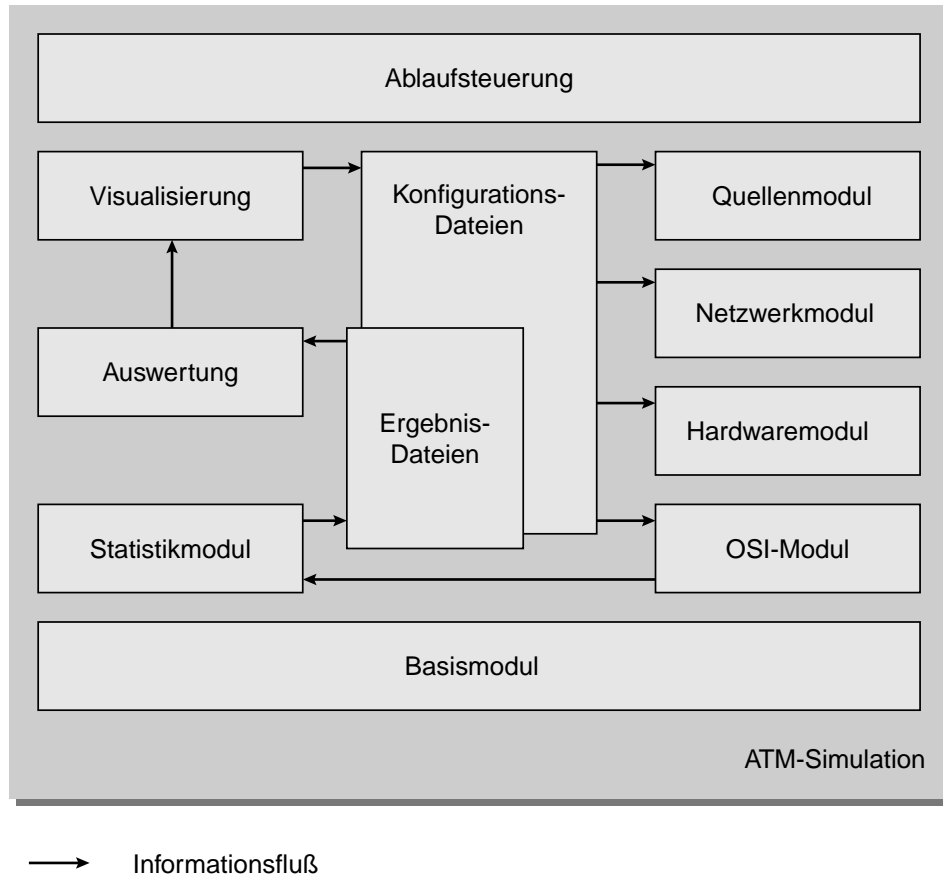 Ablaufsteuerung
Visualisierung
Konfigurations-
Dateien
Quellenmodul
Netzwerkmodul
Auswertung
Ergebnis-
Dateien
Hardwaremodul
Statistikmodul
OSI-Modul
Basismodul
ATM-Simulation
Informationsfluß